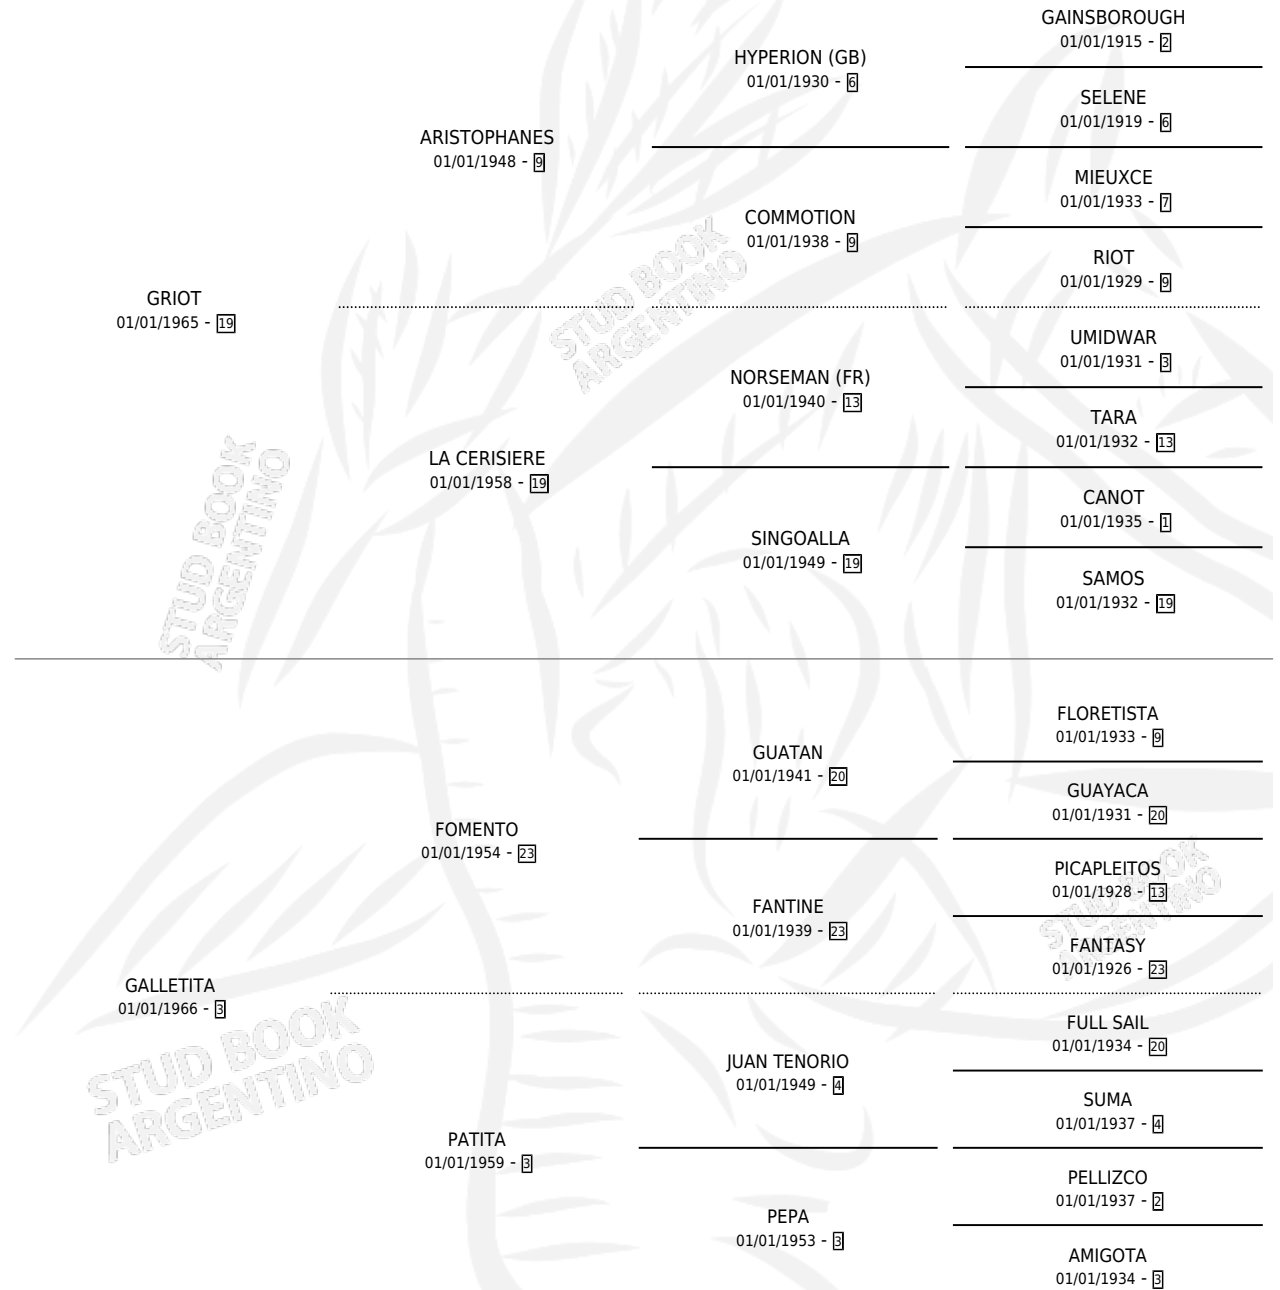 GAINSBOROUGH
01/01/1915 - 2
HYPERION (GB)
01/01/1930 - 6
SELENE
01/01/1919 - 6
ARISTOPHANES
01/01/1948 - 9
MIEUXCE
01/01/1933 - 7
COMMOTION
01/01/1938 - 9
RIOT
01/01/1929 - 9
GRIOT
01/01/1965 - 19
STUD BOOK
ARGENTINO
UMIDWAR
01/01/1931 - 3
NORSEMAN (FR)
01/01/1940 - 13
TARA
01/01/1932 - 13
LA CERISIERE
01/01/1958 - 19
CANOT
01/01/1935 - 1
SINGOALLA
01/01/1949 - 19
SAMOS
01/01/1932 - 19
STUD BOOK
ARGENTINO
FLORETISTA
01/01/1933 - 9
GUATAN
01/01/1941 - 20
GUAYACA
01/01/1931 - 20
FOMENTO
01/01/1954 - 23
PICAPLEITOS
01/01/1928 - 13
FANTINE
01/01/1939 - 23
FANTASY
01/01/1926 - 23
STUD BOOK
ARGENTINO
GALLETITA
01/01/1966 - 3
STUD BOOK
ARGENTINO
FULL SAIL
01/01/1934 - 20
JUAN TENORIO
01/01/1949 - 4
SUMA
01/01/1937 - 4
PATITA
01/01/1959 - 3
PELLIZCO
01/01/1937 - 2
PEPA
01/01/1953 - 3
AMIGOTA
01/01/1934 - 3